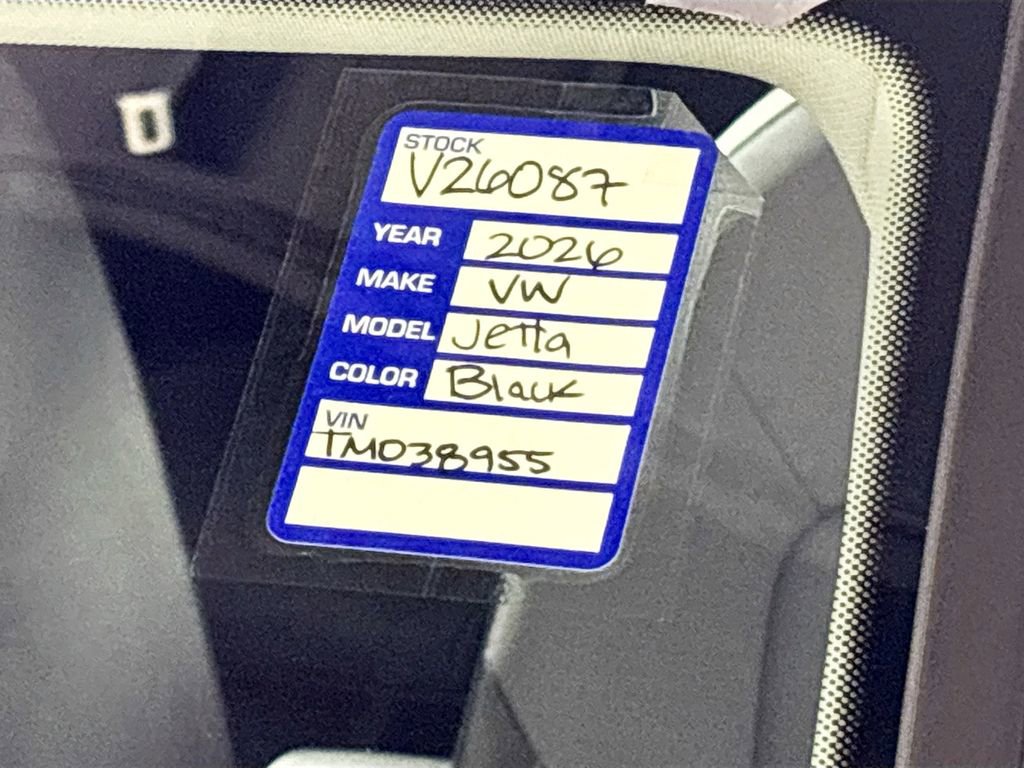 STOCK
V26087
YEAR 2026
MAKE VW
MODEL Jetta
COLOR Black
VIN
TM038955